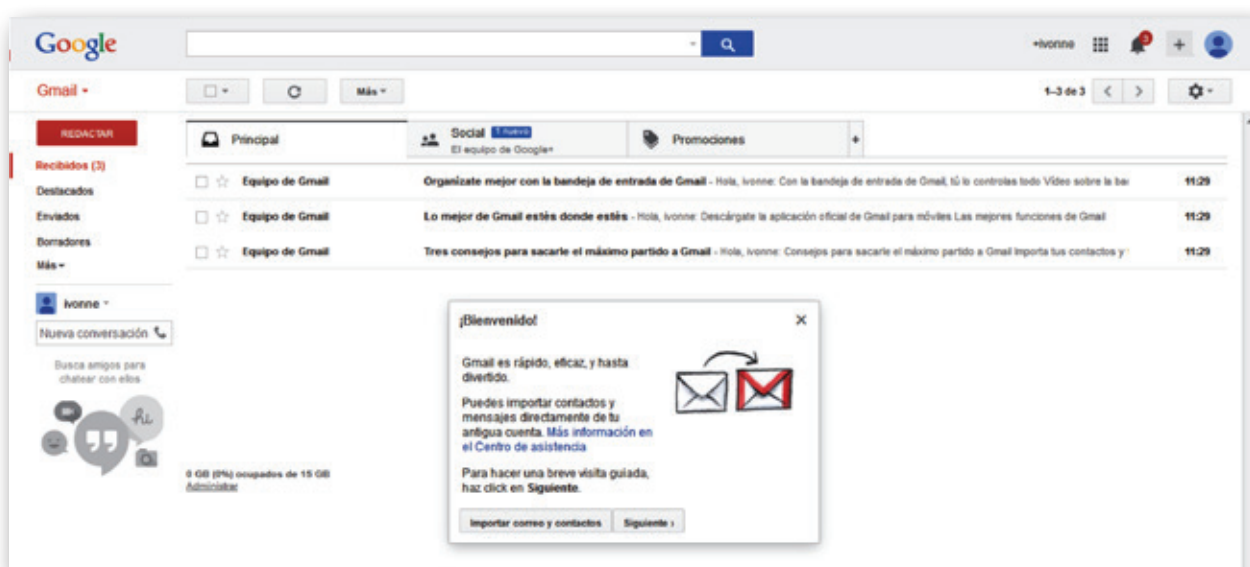 Google
+Ivonne
3
Gmail
Más
1–3 de 3
REDACTAR
Principal
Social 1 nuevo
El equipo de Google+
Promociones
+
Recibidos (3)
Destacados
Enviados
Borradores
Más
Equipo de Gmail Organízate mejor con la bandeja de entrada de Gmail - Hola, Ivonne: Con la bandeja de entrada de Gmail, tú lo controlas todo Vídeo sobre la ban 11:29
Equipo de Gmail Lo mejor de Gmail estés donde estés - Hola, Ivonne: Descárgate la aplicación oficial de Gmail para móviles Las mejores funciones de Gmail 11:29
Equipo de Gmail Tres consejos para sacarle el máximo partido a Gmail - Hola, Ivonne: Consejos para sacarle el máximo partido a Gmail Importa tus contactos y 11:29
ivonne
Nueva conversación
Busca amigos para
chatear con ellos
hi
0 GB (0%) ocupados de 15 GB
Administrar
¡Bienvenido!
Gmail es rápido, eficaz, y hasta
divertido.
Puedes importar contactos y
mensajes directamente de tu
antigua cuenta. Más información en
el Centro de asistencia
Para hacer una breve visita guiada,
haz click en Siguiente.
Importar correo y contactos
Siguiente ›